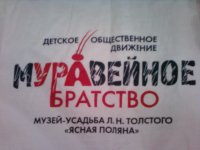 ДЕТСКОЕ ОБЩЕСТВЕННОЕ
ДВИЖЕНИЕ
МУРАВЕЙНОЕ
БРАТСТВО
МУЗЕЙ-УСАДЬБА Л. Н. ТОЛСТОГО
«ЯСНАЯ ПОЛЯНА»